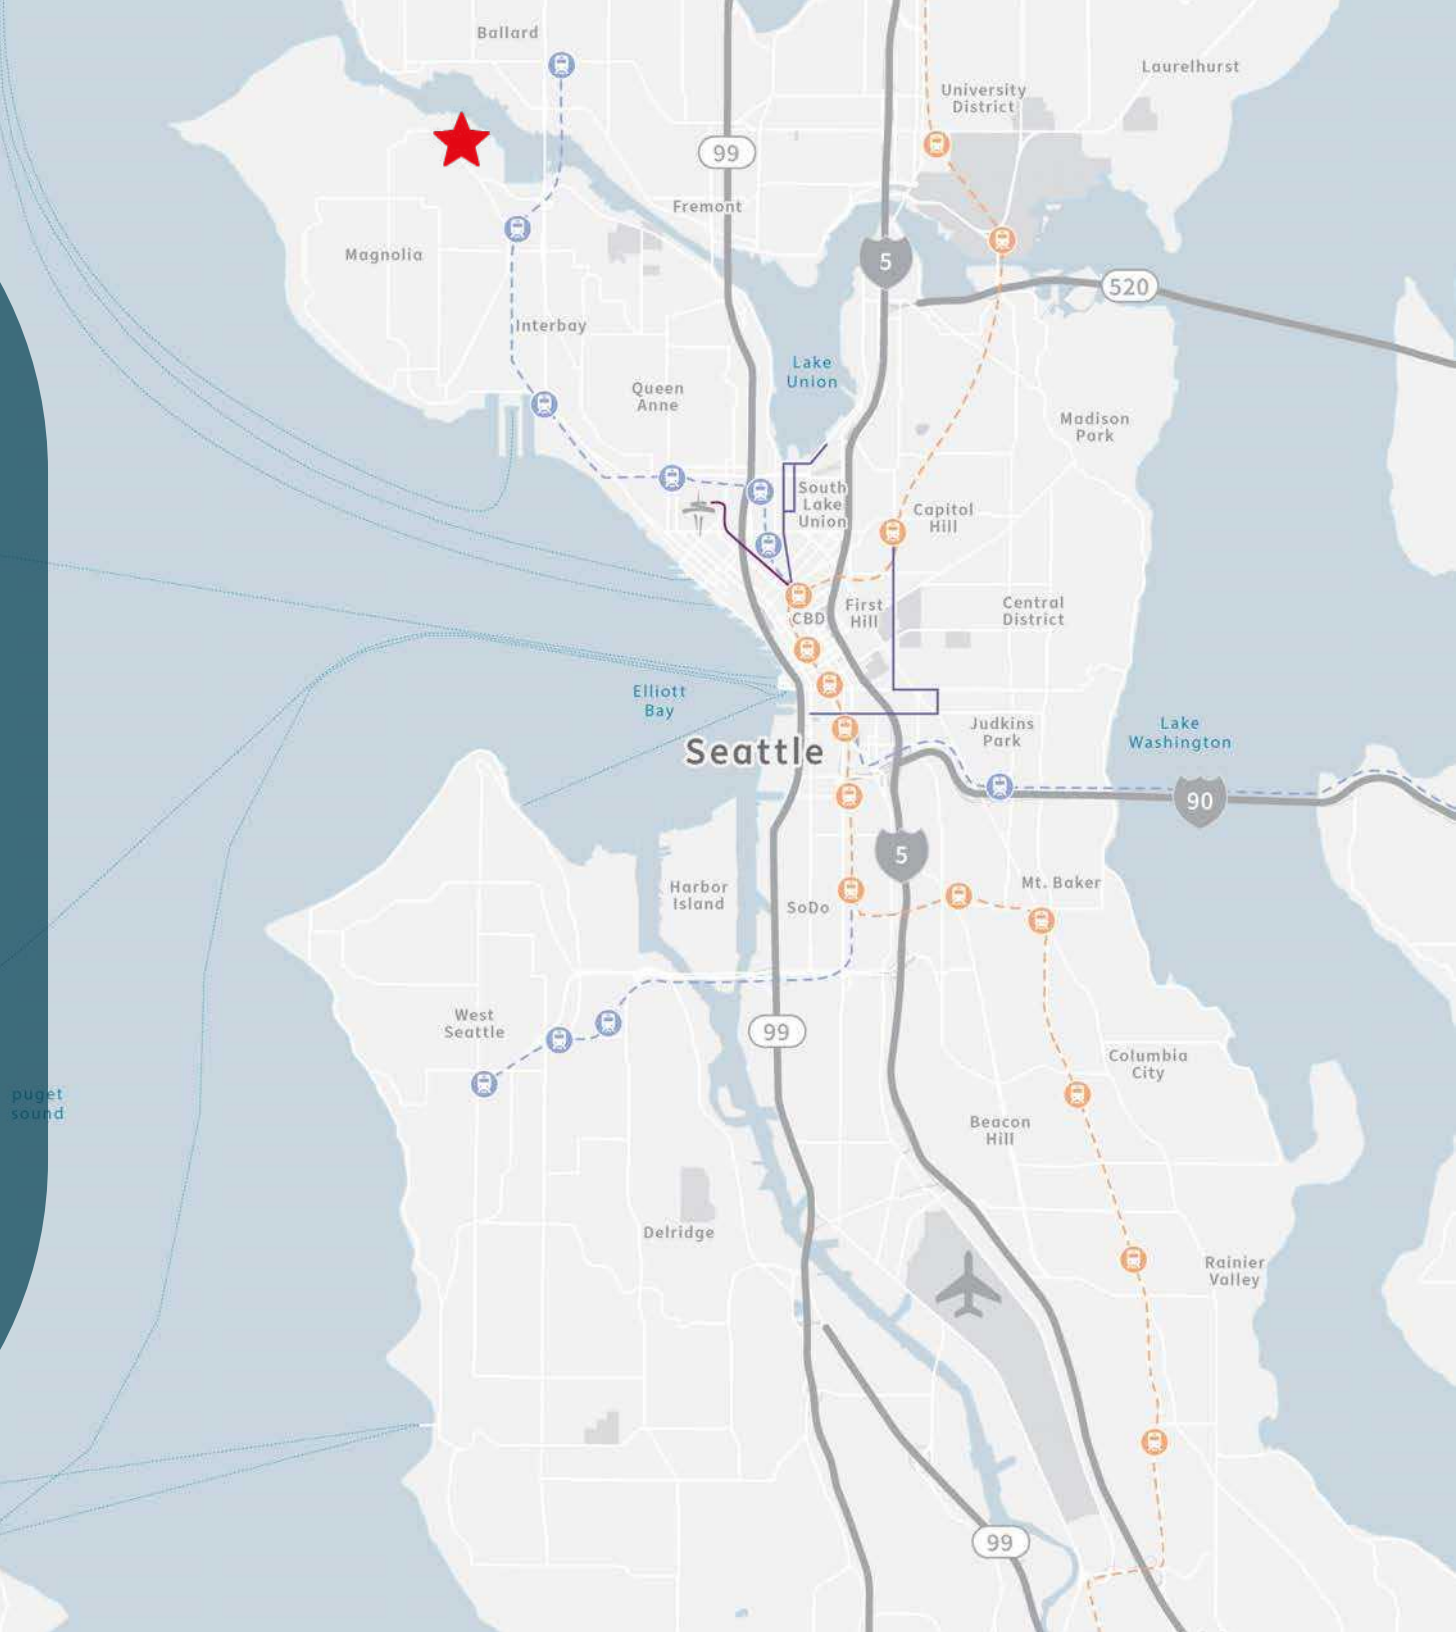 Ballard
Laurelhurst
University
District
99
Fremont
Magnolia
5
520
Interbay
Lake
Union
Queen
Anne
Madison
Park
South
Lake
Union
Capitol
Hill
CBD
First
Hill
Central
District
Elliott
Bay
Judkins
Park
Lake
Washington
Seattle
90
5
Mt. Baker
Harbor
Island
SoDo
West
Seattle
99
Columbia
City
puget
sound
Beacon
Hill
Delridge
Rainier
Valley
99